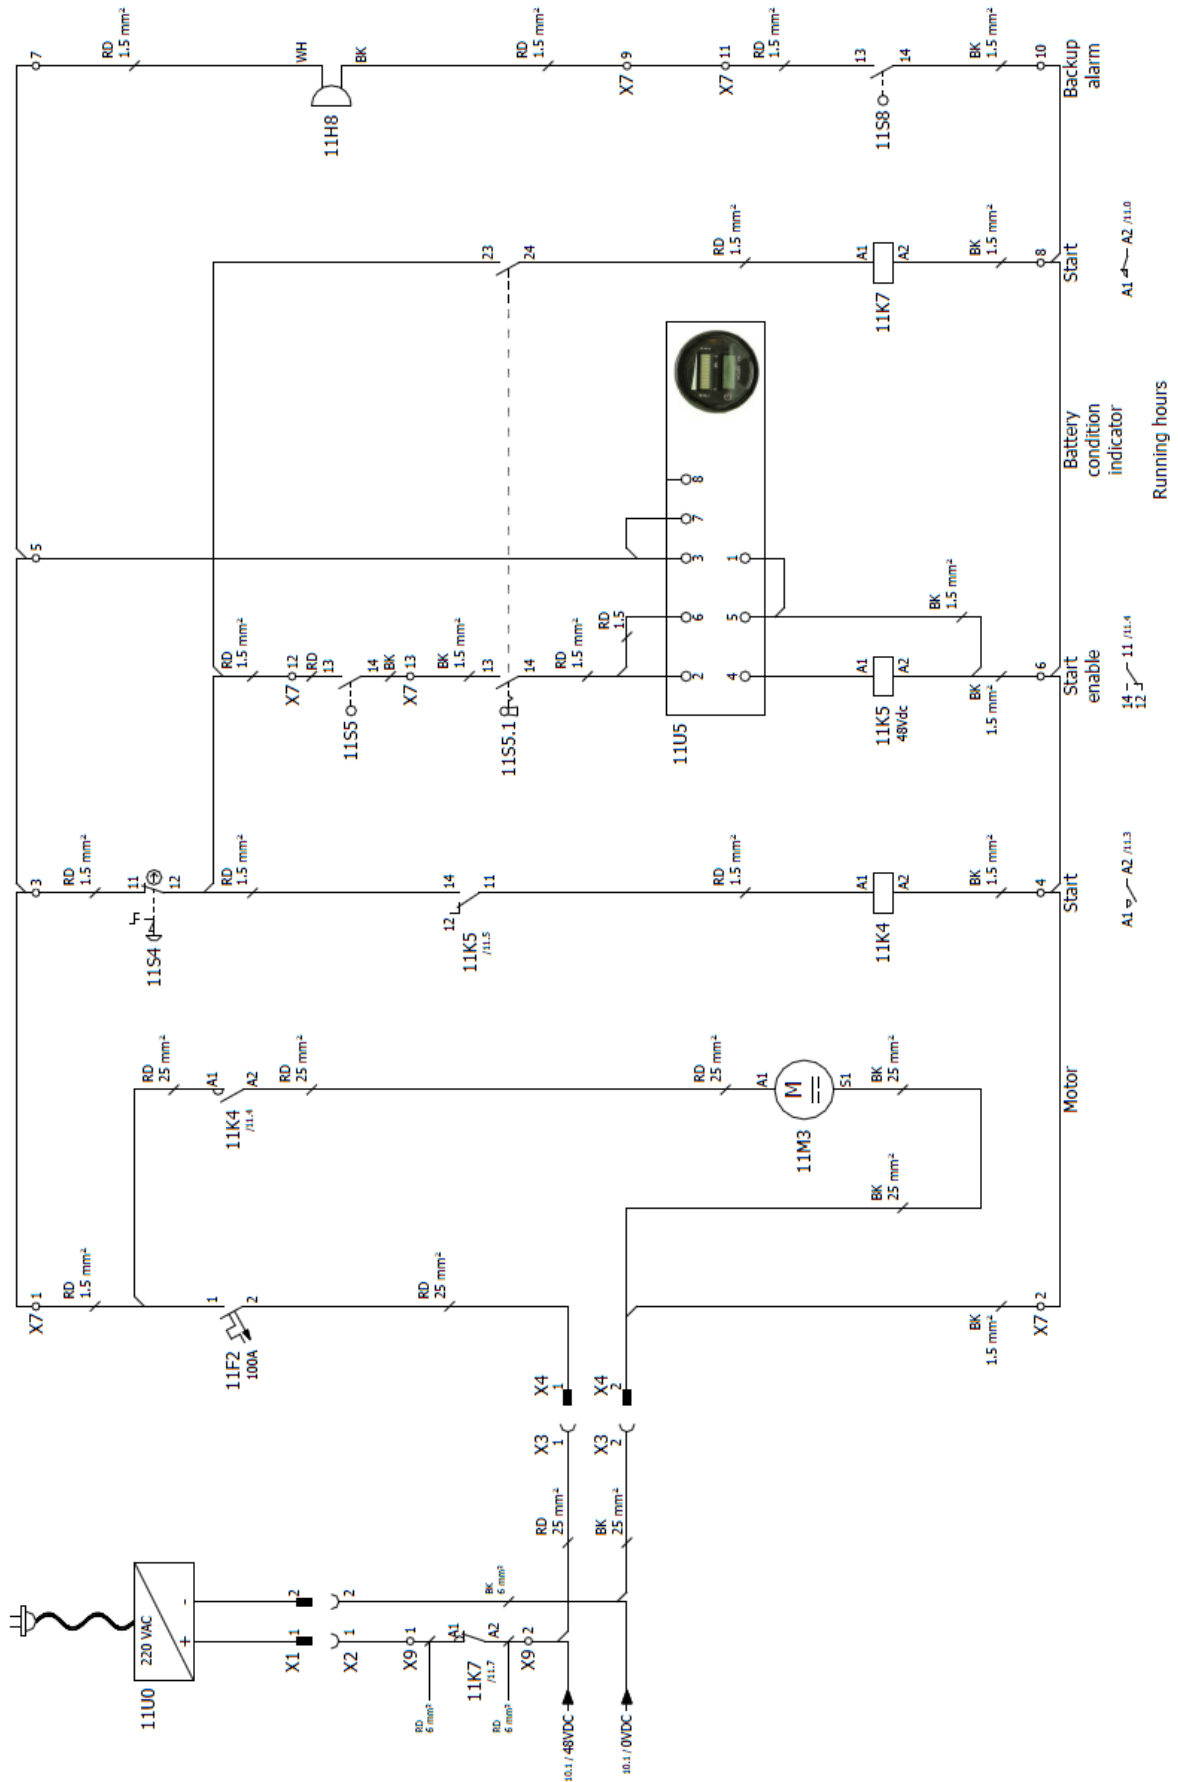 11U0
220 VAC
+
-
X1
1
2
X2
1
2
X9
1
RD
6 mm²
A1
11K7
/11.7
A2
RD
6 mm²
X9
2
BK
6 mm²
10.1 / 48VDC
10.1 / 0VDC
RD
25 mm²
BK
25 mm²
X3
1
X4
1
X3
2
X4
2
X7
1
RD
1.5 mm²
1
11F2
100A
2
RD
25 mm²
BK
1.5 mm²
X7
2
RD
25 mm²
A1
11K4
/11.4
A2
RD
25 mm²
RD
25 mm²
A1
M
11M3
S1
BK
25 mm²
BK
25 mm²
Motor
3
RD
1.5 mm²
11
11S4
12
RD
1.5 mm²
14
12
11
11K5
/11.5
RD
1.5 mm²
A1
11K4
A2
BK
1.5 mm²
4
Start
A1
A2 /11.3
RD
1.5 mm²
X7
12
RD
13
11S5
14
BK
X7
13
BK
1.5 mm²
13
11S5.1
14
RD
1.5 mm²
RD
1.5
11U5
2
6
3
7
8
4
5
1
A1
11K5
48Vdc
A2
BK
1.5 mm²
BK
1.5 mm²
6
Start
enable
14
12
11 /11.4
5
Battery
condition
indicator
Running hours
23
24
RD
1.5 mm²
A1
11K7
A2
BK
1.5 mm²
8
Start
A1
A2 /11.0
7
RD
1.5 mm²
WH
11H8
BK
RD
1.5 mm²
X7
9
X7
11
RD
1.5 mm²
13
11S8
14
BK
1.5 mm²
10
Backup
alarm